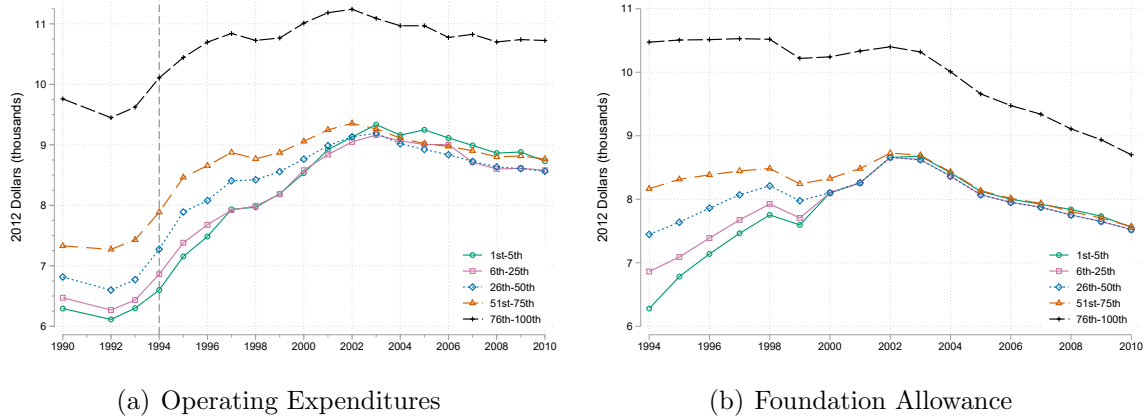 2012 Dollars (thousands)
11
10
9
8
7
6
1990 1992 1994 1996 1998 2000 2002 2004 2006 2008 2010
1st-5th
6th-25th
26th-50th
51st-75th
76th-100th
(a) Operating Expenditures
2012 Dollars (thousands)
11
10
9
8
7
6
1994 1996 1998 2000 2002 2004 2006 2008 2010
1st-5th
6th-25th
26th-50th
51st-75th
76th-100th
(b) Foundation Allowance